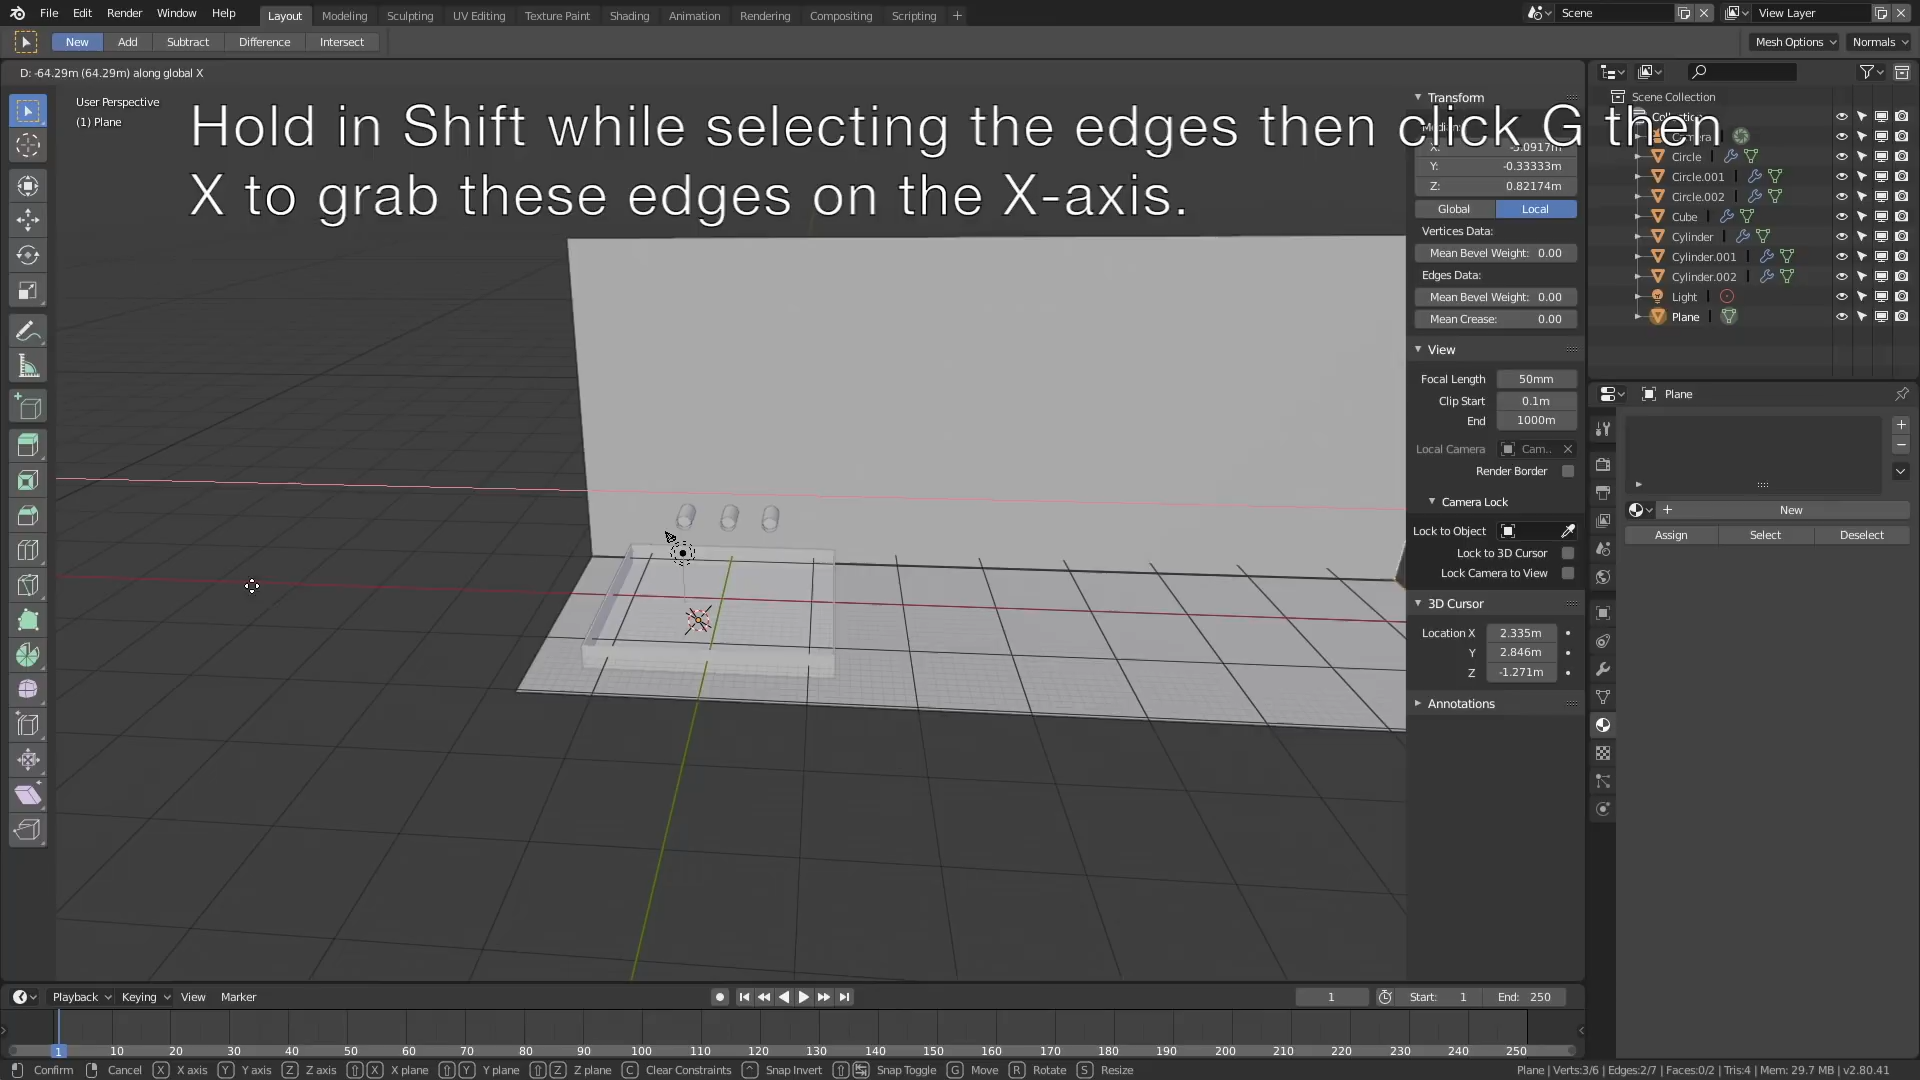 File Edit Render Window Help Layout Modeling Sculpting UV Editing Texture Paint Shading Animation Rendering Compositing Scripting + Scene View Layer
New Add Subtract Difference Intersect Mesh Options Normals
D: -64.29m (64.29m) along global X
User Perspective
(1) Plane
Hold in Shift while selecting the edges then click G then
X to grab these edges on the X-axis.
Transform
X:
Y: -0.33333m
Z: 0.82174m
Global Local
Vertices Data:
Mean Bevel Weight: 0.00
Edges Data:
Mean Bevel Weight: 0.00
Mean Crease: 0.00
View
Focal Length 50mm
Clip Start 0.1m
End 1000m
Local Camera Cam..
Render Border
Camera Lock
Lock to Object
Lock to 3D Cursor
Lock Camera to View
3D Cursor
Location X 2.335m
Y 2.846m
Z -1.271m
Annotations
Scene Collection
Circle
Circle.001
Circle.002
Cube
Cylinder
Cylinder.001
Cylinder.002
Light
Plane
Plane
New
Assign Select Deselect
Playback Keying View Marker 1 Start: 1 End: 250
1 10 20 30 40 50 60 70 80 90 100 110 120 130 140 150 160 170 180 190 200 210 220 230 240 250
Confirm Cancel X X axis Y Y axis Z Z axis X X plane Y Y plane Z Z plane C Clear Constraints ^ Snap Invert Snap Toggle G Move R Rotate S Resize Plane | Verts:3/6 | Edges:2/7 | Faces:0/2 | Tris:4 | Mem: 29.7 MB | v2.80.41